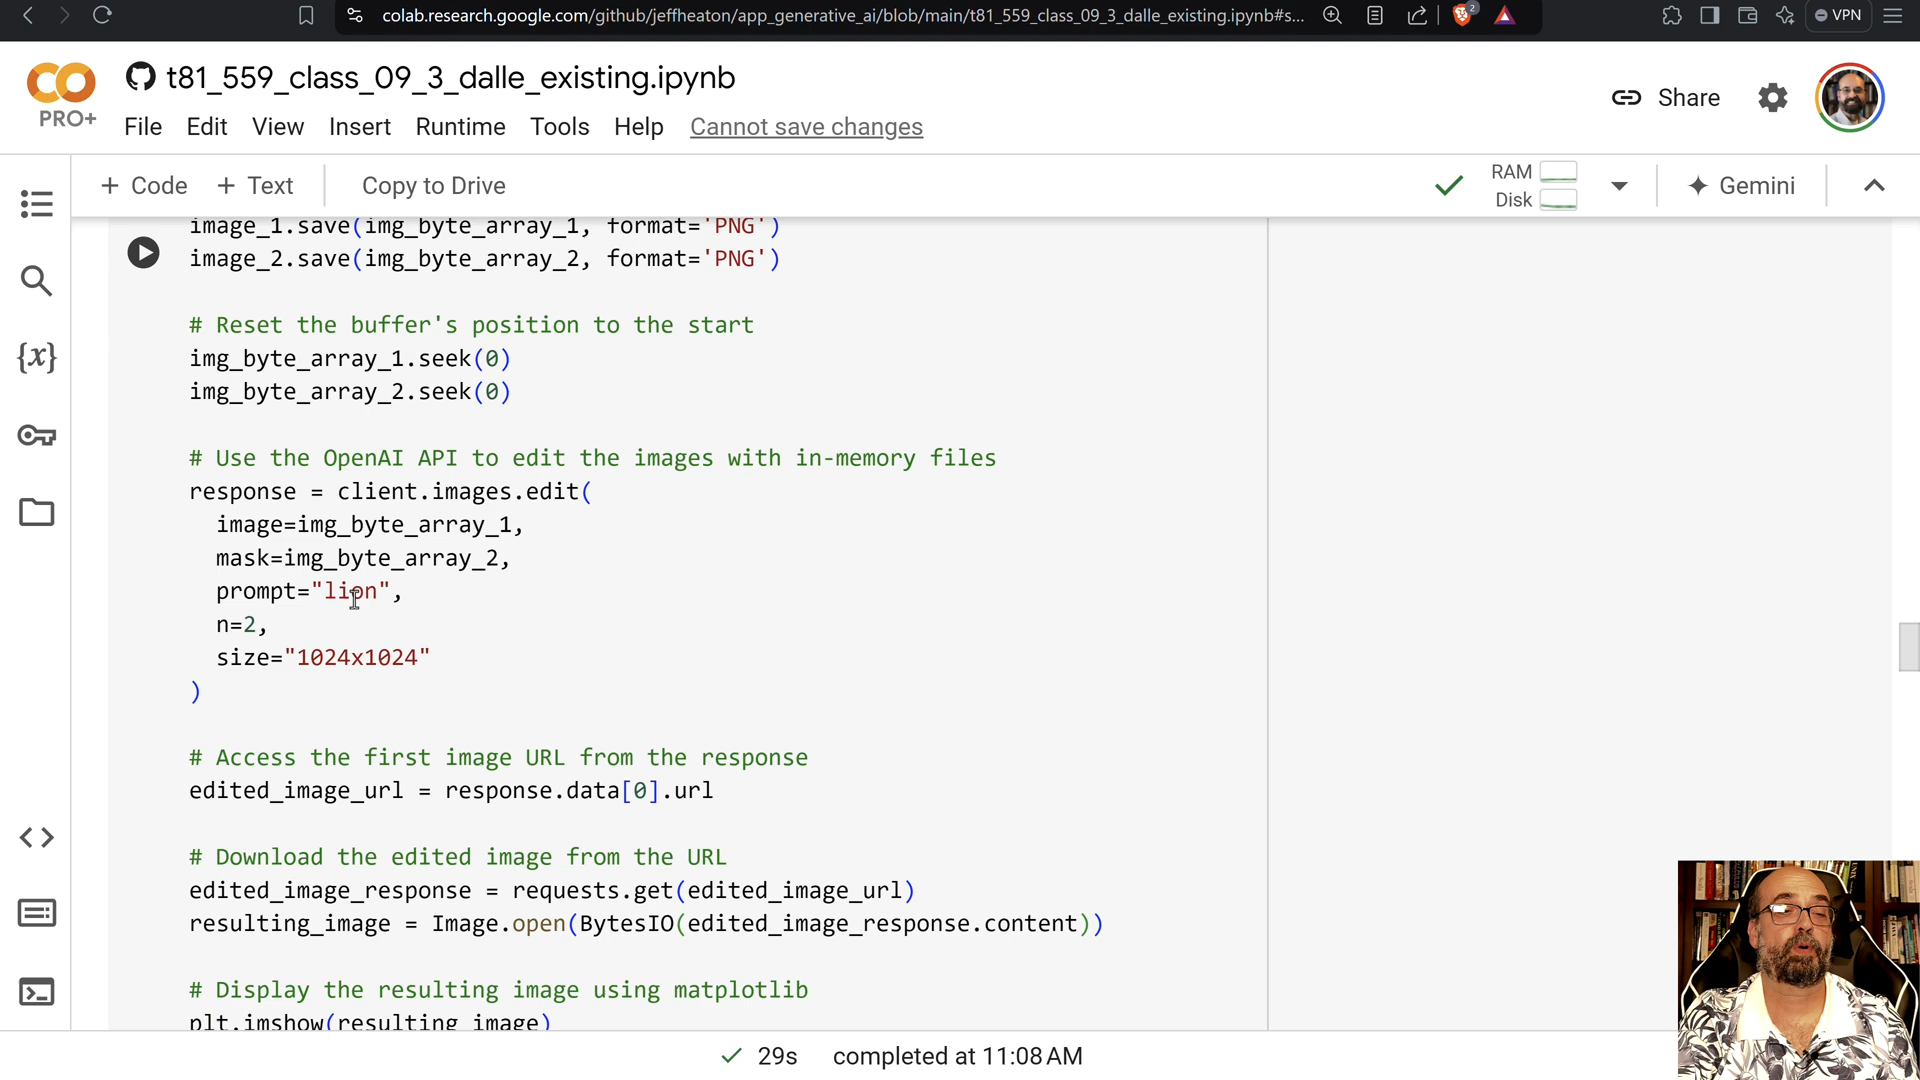 colab.research.google.com/github/jeffheaton/app_generative_ai/blob/main/t81_559_class_09_3_dalle_existing.ipynb#s...
2
VPN
PRO+
t81_559_class_09_3_dalle_existing.ipynb
Share
File Edit View Insert Runtime Tools Help Cannot save changes
+ Code + Text Copy to Drive
RAM
Disk
Gemini
image_1.save(img_byte_array_1, format='PNG')
image_2.save(img_byte_array_2, format='PNG')
# Reset the buffer's position to the start
img_byte_array_1.seek(0)
img_byte_array_2.seek(0)
# Use the OpenAI API to edit the images with in-memory files
response = client.images.edit(
image=img_byte_array_1,
mask=img_byte_array_2,
prompt="lion",
n=2,
size="1024x1024"
)
# Access the first image URL from the response
edited_image_url = response.data[0].url
# Download the edited image from the URL
edited_image_response = requests.get(edited_image_url)
resulting_image = Image.open(BytesIO(edited_image_response.content))
# Display the resulting image using matplotlib
plt.imshow(resulting_image)
29s completed at 11:08 AM